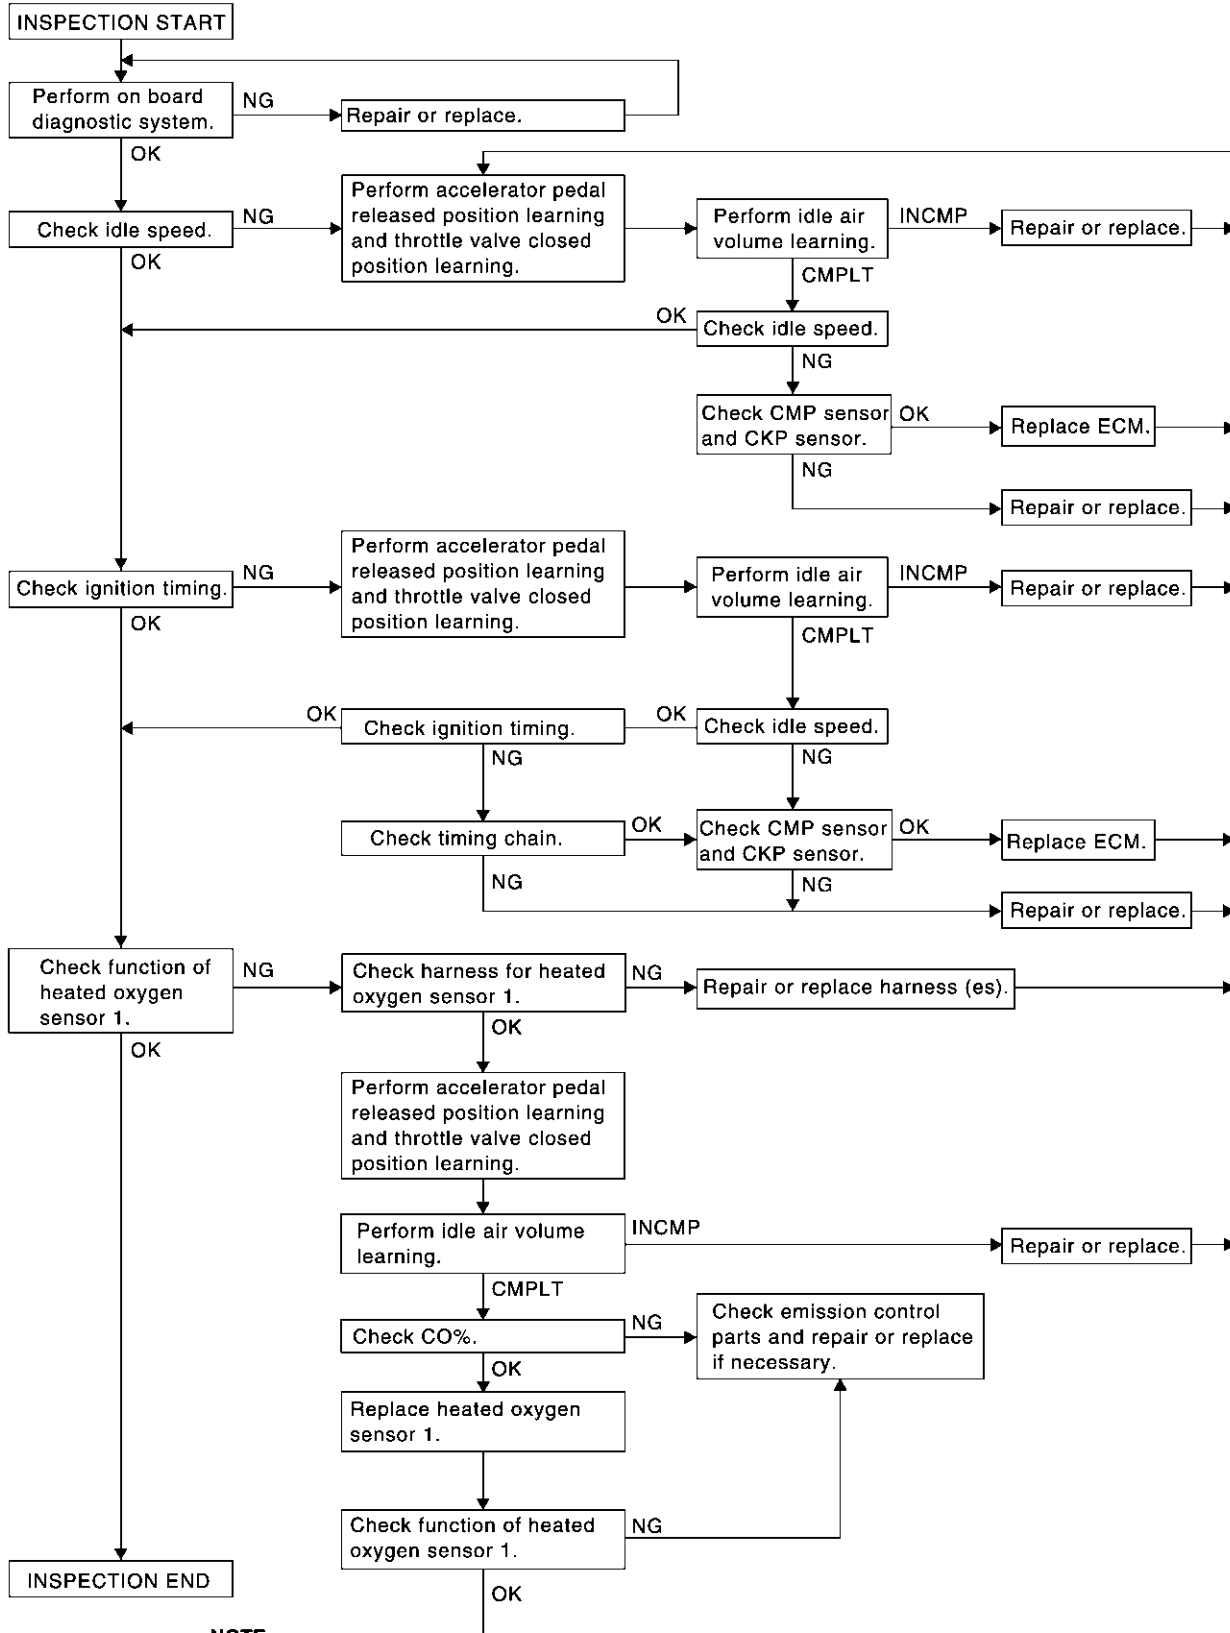 INSPECTION START
Perform on board
diagnostic system.
NG
Repair or replace.
OK
Check idle speed.
NG
Perform accelerator pedal
released position learning
and throttle valve closed
position learning.
Perform idle air
volume learning.
INCMP
Repair or replace.
OK
CMPLT
OK
Check idle speed.
NG
Check CMP sensor
and CKP sensor.
OK
Replace ECM.
NG
Repair or replace.
Check ignition timing.
NG
Perform accelerator pedal
released position learning
and throttle valve closed
position learning.
Perform idle air
volume learning.
INCMP
Repair or replace.
OK
CMPLT
OK
Check ignition timing.
OK
Check idle speed.
NG
NG
Check timing chain.
OK
Check CMP sensor
and CKP sensor.
OK
Replace ECM.
NG
NG
Repair or replace.
Check function of
heated oxygen
sensor 1.
NG
Check harness for heated
oxygen sensor 1.
NG
Repair or replace harness (es).
OK
OK
Perform accelerator pedal
released position learning
and throttle valve closed
position learning.
Perform idle air volume
learning.
INCMP
Repair or replace.
CMPLT
Check CO%.
NG
Check emission control
parts and repair or replace
if necessary.
OK
Replace heated oxygen
sensor 1.
Check function of heated
oxygen sensor 1.
NG
INSPECTION END
OK